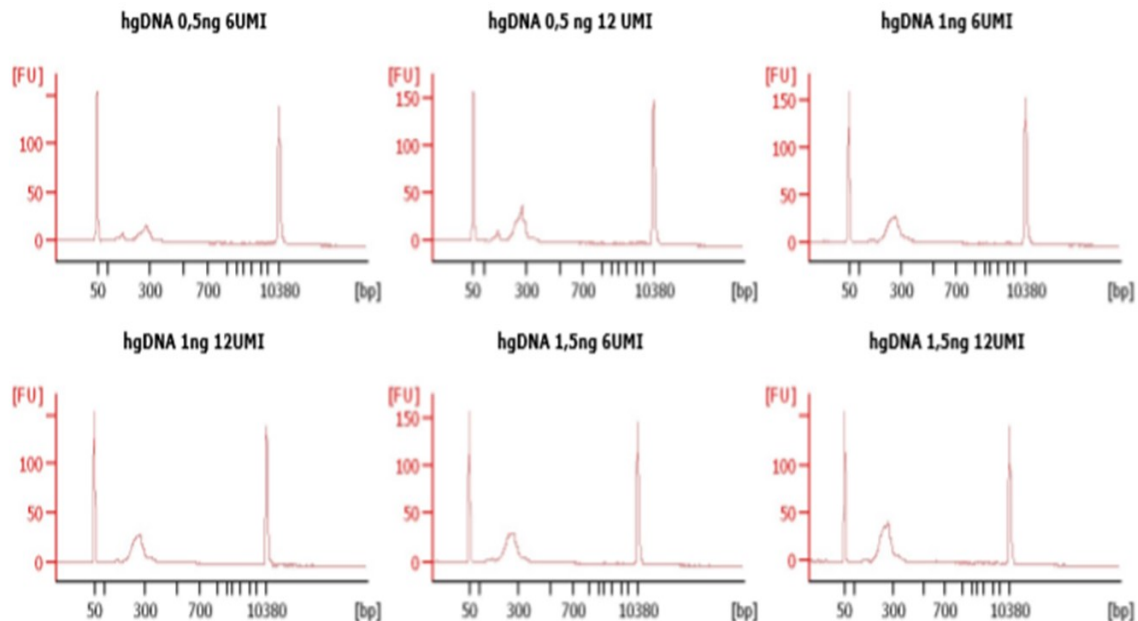 hgDNA 0,5ng 6UMI
[FU]
100
50
0
50 300 700 10380 [bp]
hgDNA 0,5 ng 12 UMI
[FU]
150
100
50
0
50 300 700 10380 [bp]
hgDNA 1ng 6UMI
[FU]
150
100
50
0
50 300 700 10380 [bp]
hgDNA 1ng 12UMI
[FU]
100
50
0
50 300 700 10380 [bp]
hgDNA 1,5ng 6UMI
[FU]
150
100
50
0
50 300 700 10380 [bp]
hgDNA 1,5ng 12UMI
[FU]
100
50
0
50 300 700 10380 [bp]